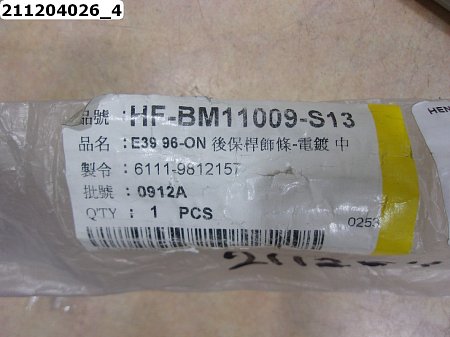 211204026_4
品號 : HF-BM11009-S13
品名 : E39 96-ON 後保桿飾條-電鍍 中
製令 : 6111-9812157
批號 : 0912A
Q'TY : 1 PCS
0253
HEN